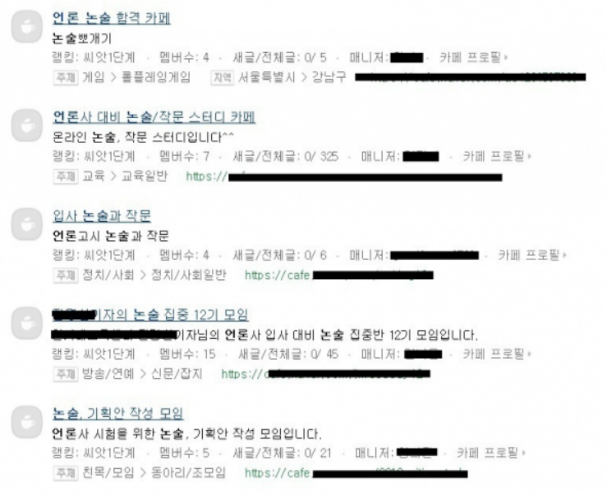 언론 논술 합격 카페
논술뽀개기
랭킹: 씨앗1단계 · 멤버수: 4 · 새글/전체글: 0/ 5 · 매니저: 카페 프로필
주제 게임 > 롤플레잉게임 지역 서울특별시 > 강남구
언론사 대비 논술/작문 스터디 카페
온라인 논술, 작문 스터디입니다^^
랭킹: 씨앗1단계 · 멤버수: 7 · 새글/전체글: 0/ 325 · 매니저: 카페 프로필
주제 교육 > 교육일반 https://
입사 논술과 작문
언론고시 논술과 작문
랭킹: 씨앗1단계 · 멤버수: 4 · 새글/전체글: 0/ 6 · 매니저: · 카페 프로필
주제 정치/사회 > 정치/사회일반 https://cafe
이자의 논술 집중 12기 모임
이자님의 언론사 입사 대비 논술 집중반 12기 모임입니다.
랭킹: 씨앗1단계 · 멤버수: 15 · 새글/전체글: 0/ 45 · 매니저: · 카페 프로필
주제 방송/연예 > 신문/잡지 https://
논술, 기획안 작성 모임
언론사 시험을 위한 논술, 기획안 작성 모임입니다.
랭킹: 씨앗1단계 · 멤버수: 5 · 새글/전체글: 0/ 21 · 매니저: · 카페 프로필
주제 친목/모임 > 동아리/조모임 https://cafe